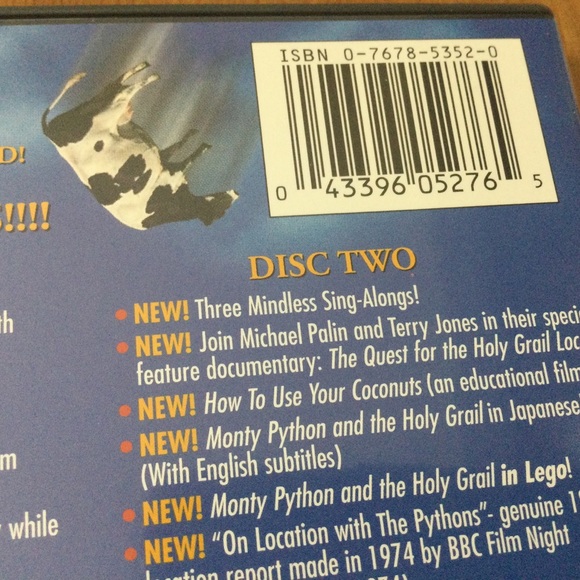 ISBN 0-7678-5352-0
0 43396 05276 5
D!
!!!!
DISC TWO
• NEW! Three Mindless Sing-Alongs!
• NEW! Join Michael Palin and Terry Jones in their
feature documentary: The Quest for the Holy Grail
• NEW! How To Use Your Coconuts (an educational film
• NEW! Monty Python and the Holy Grail in Japanese
(With English subtitles)
• NEW! Monty Python and the Holy Grail in Lego!
• NEW! "On Location with The Pythons"- genuine
location report made in 1974 by BBC Film Night
while